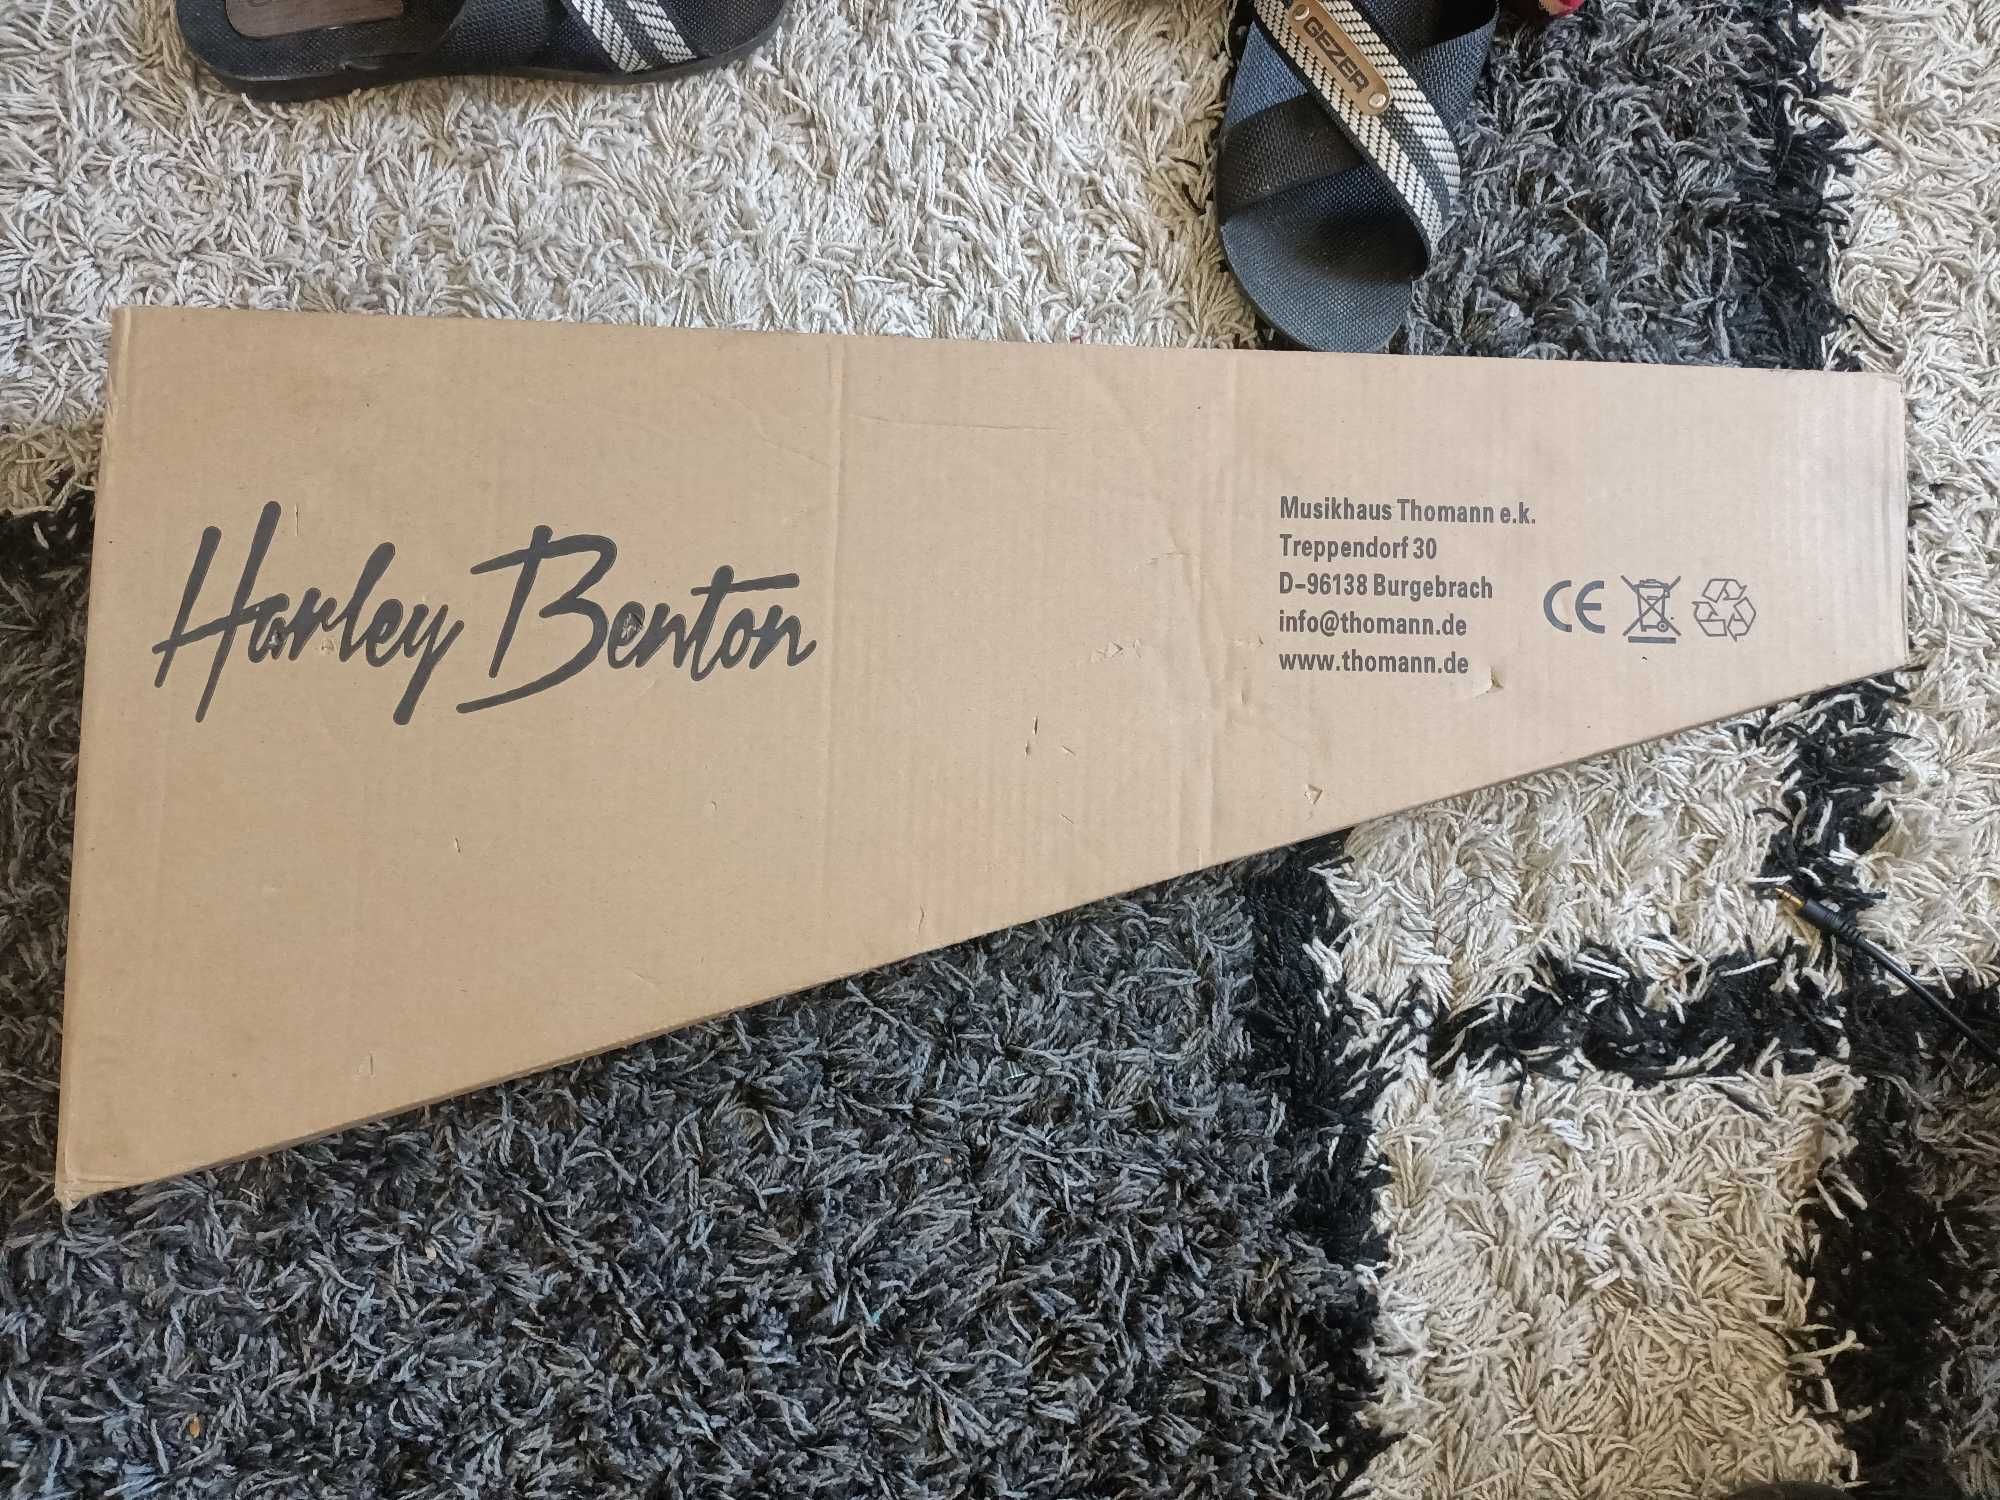 GEZER
Harley Benton
Musikhaus Thomann e.k.
Treppendorf 30
D-96138 Burgebrach
info@thomann.de
www.thomann.de
CE